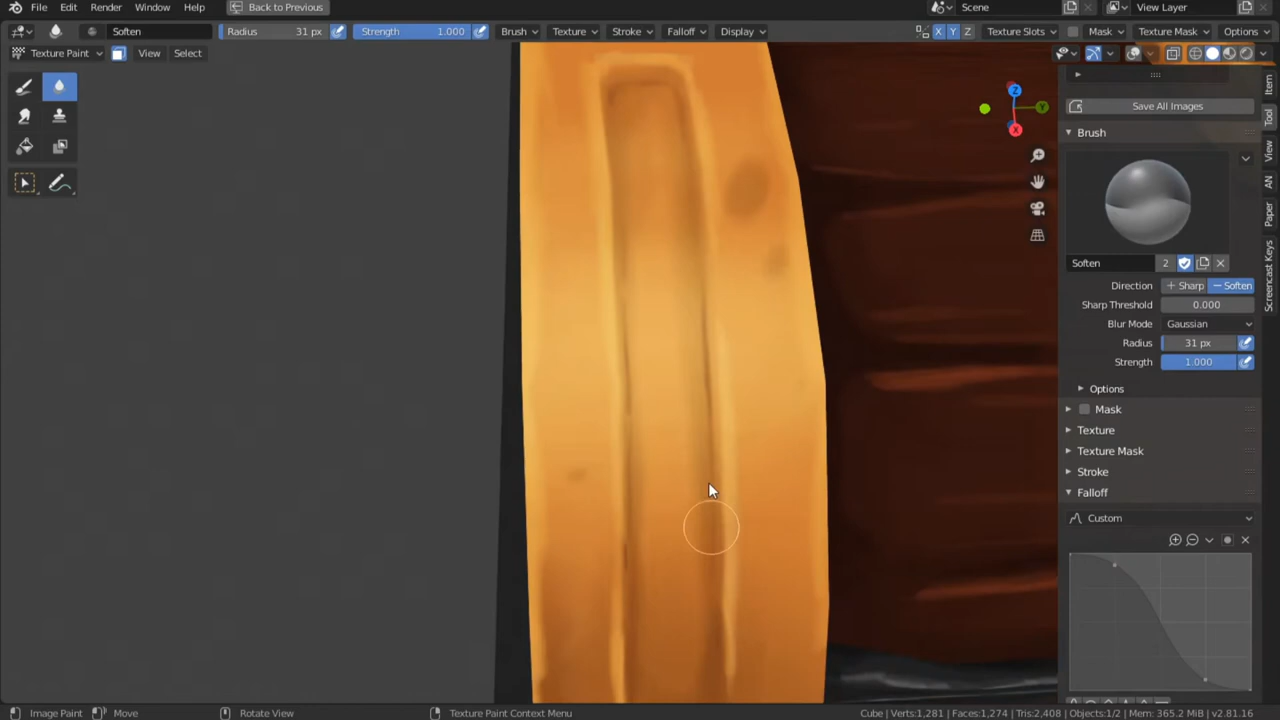 File Edit Render Window Help Back to Previous Scene View Layer
Soften Radius 31 px Strength 1.000 Brush Texture Stroke Falloff Display X Y Z Texture Slots Mask Texture Mask Options
Texture Paint View Select
Save All Images
Brush
Soften 2
Direction + Sharp − Soften
Sharp Threshold 0.000
Blur Mode Gaussian
Radius 31 px
Strength 1.000
Options
Mask
Texture
Texture Mask
Stroke
Falloff
Custom
Z
Y
X
Item
Tool
View
AN
Paper
Screencast Keys
Image Paint Move Rotate View Texture Paint Context Menu Cube | Verts:1,281 | Faces:1,274 | Tris:2,408 | Objects:1/2 | Mem: 365.2 MiB | v2.81.16